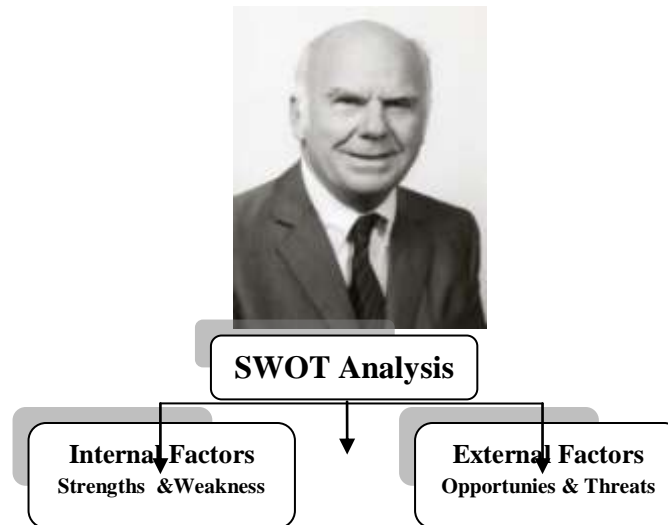 SWOT Analysis
Internal Factors
Strengths &Weakness
External Factors
Opportunies & Threats